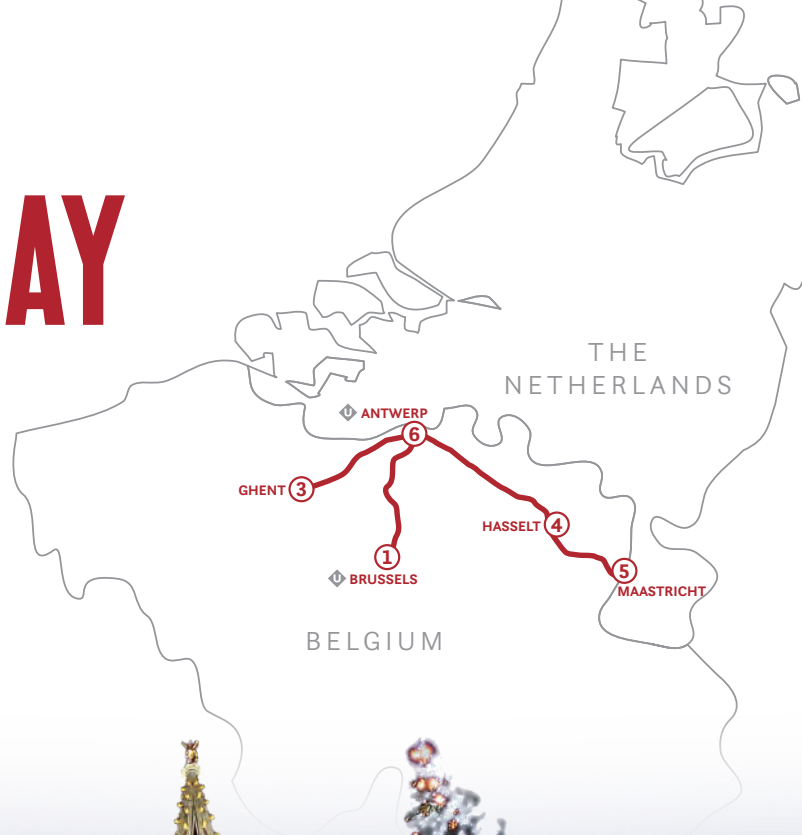 AY
THE
NETHERLANDS
U ANTWERP
6
GHENT 3
HASSELT 4
1
5
U BRUSSELS
MAASTRICHT
BELGIUM